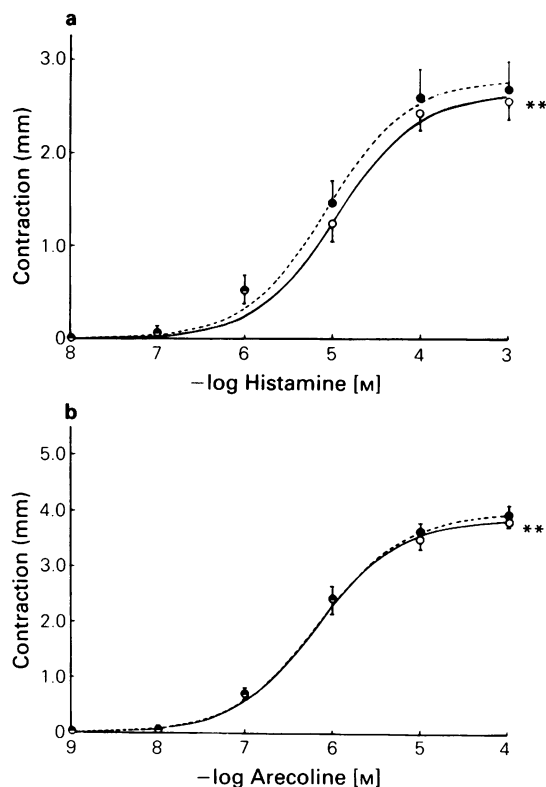 a
3.0
2.0
1.0
0
Contraction (mm)
**
8 7 6 5 4 3
−log Histamine [M]
b
5.0
4.0
3.0
2.0
1.0
0
Contraction (mm)
**
9 8 7 6 5 4
−log Arecoline [M]